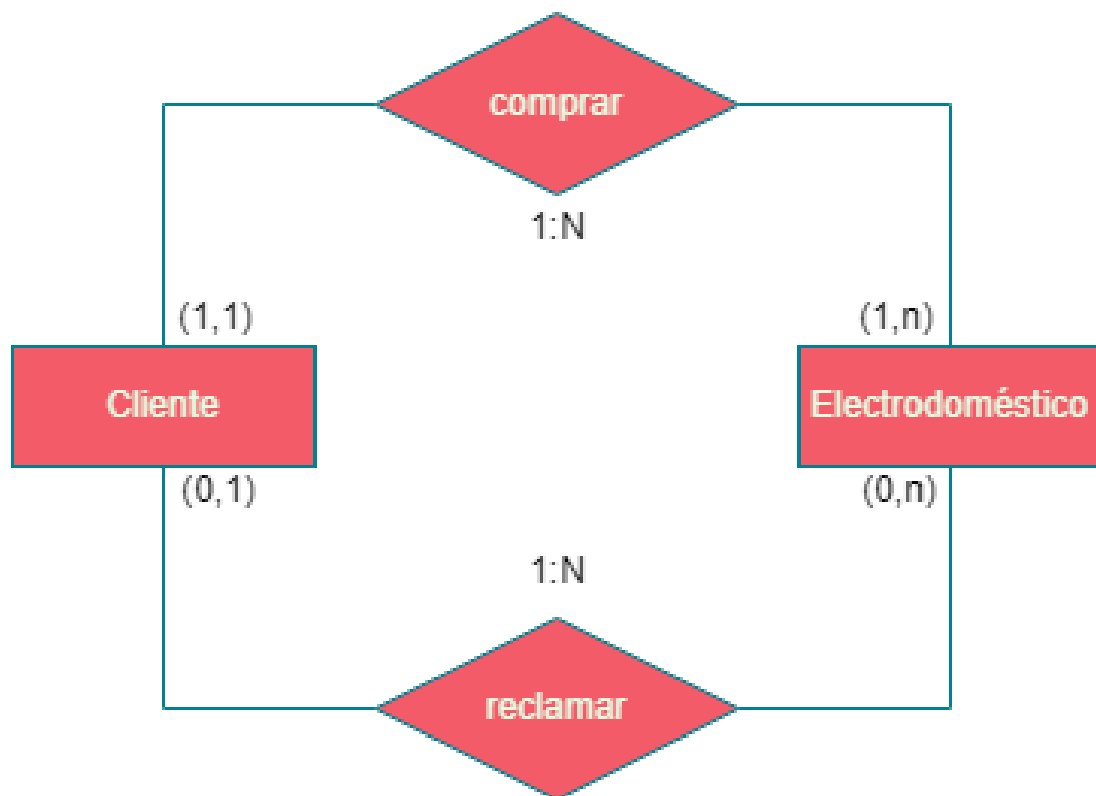 comprar
1:N
(1,1)
(1,n)
Cliente
Electrodoméstico
(0,1)
(0,n)
1:N
reclamar